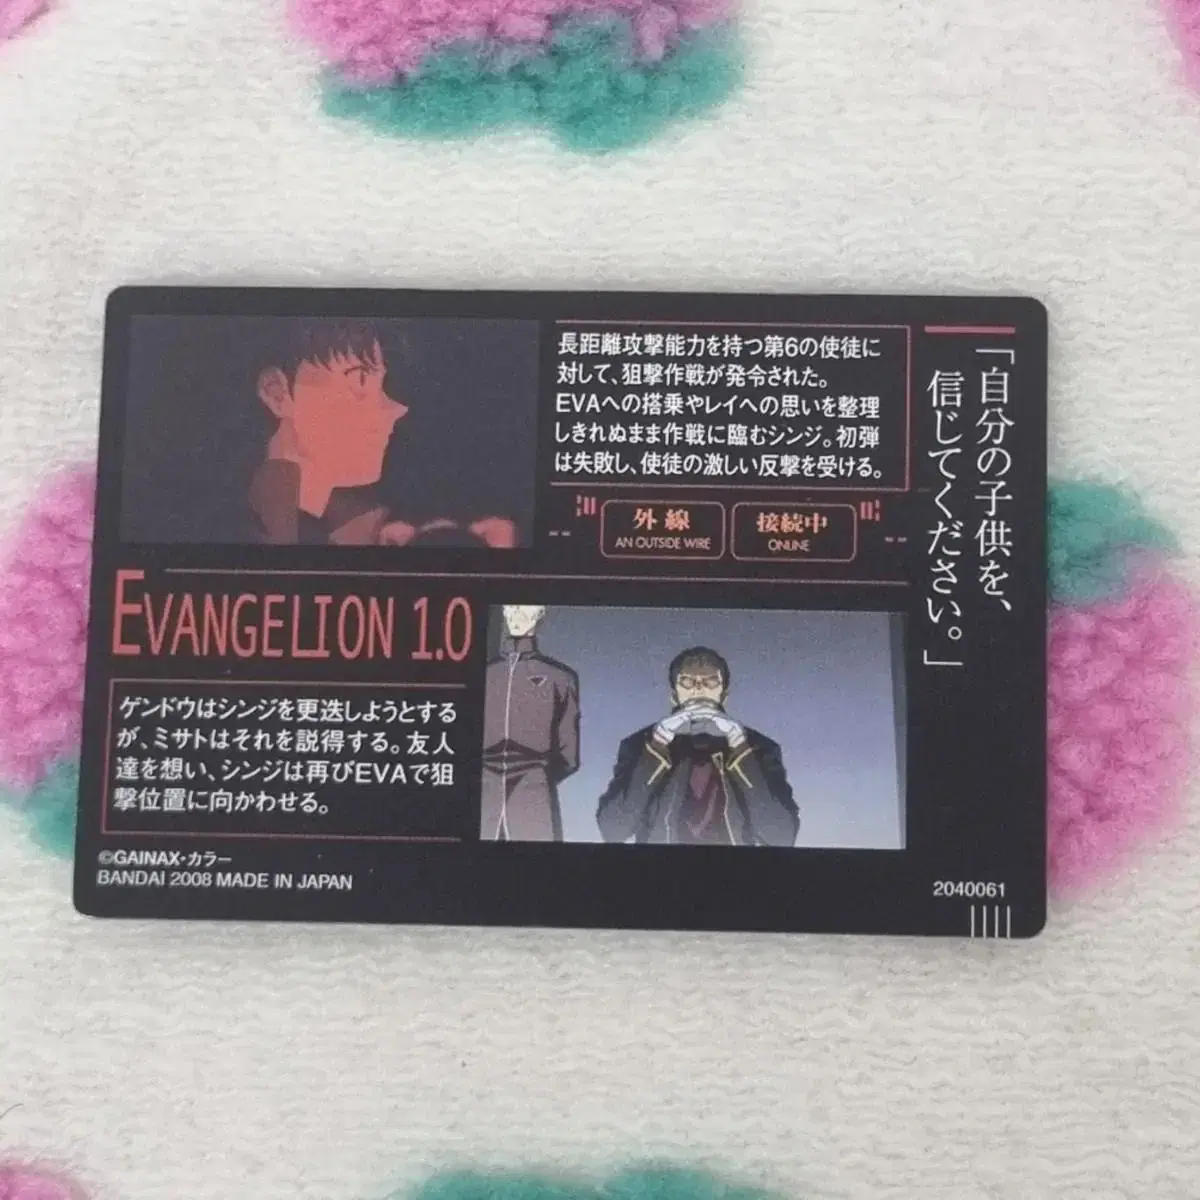 長距離攻撃能力を持つ第6の使徒に
対して、狙撃作戦が発令された。
EVAへの搭乗やレイへの思いを整理
しきれぬまま作戦に臨むシンジ。初弾
は失敗し、使徒の激しい反撃を受ける。
外線
AN OUTSIDE WIRE
接続中
ONLINE
「自分の子供を、
信じてください。」
EVANGELION 1.0
ゲンドウはシンジを更迭しようとする
が、ミサトはそれを説得する。友人
達を想い、シンジは再びEVAで狙
撃位置に向かわせる。
©GAINAX・カラー
BANDAI 2008 MADE IN JAPAN
2040061